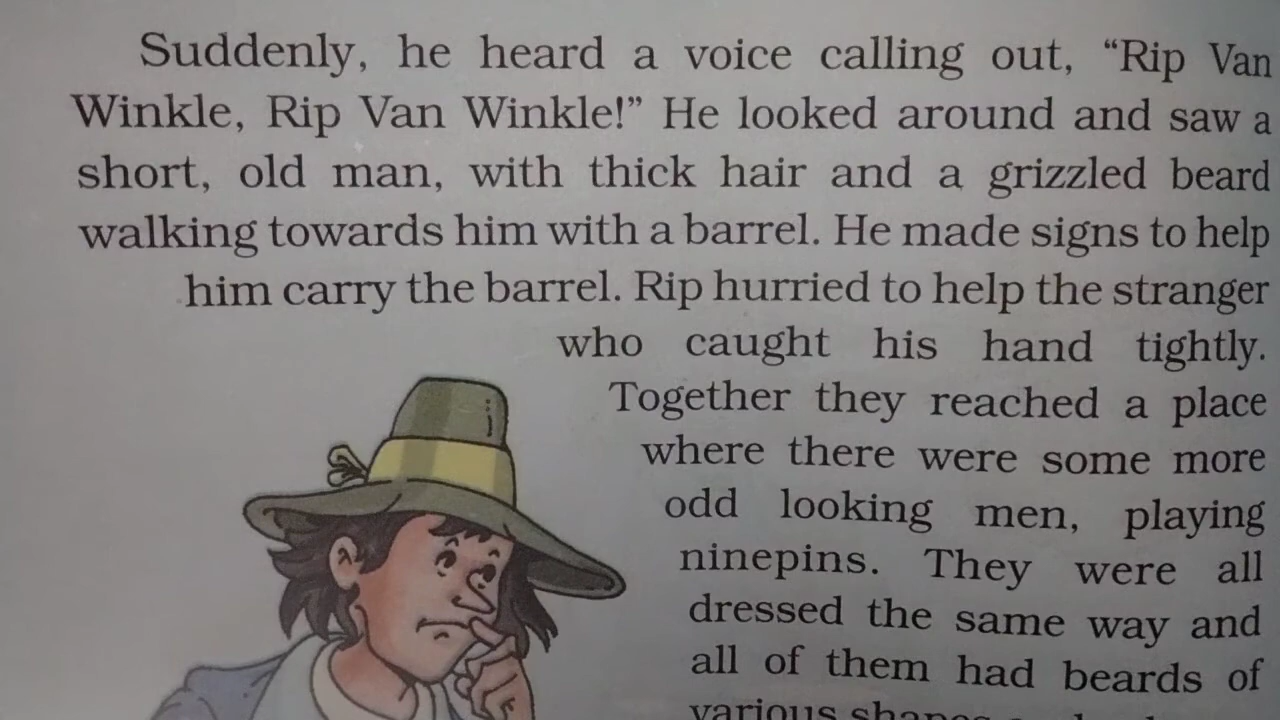 Suddenly, he heard a voice calling out, “Rip Van
Winkle, Rip Van Winkle!” He looked around and saw a
short, old man, with thick hair and a grizzled beard
walking towards him with a barrel. He made signs to help
him carry the barrel. Rip hurried to help the stranger
who caught his hand tightly.
Together they reached a place
where there were some more
odd looking men, playing
ninepins. They were all
dressed the same way and
all of them had beards of
various shapes